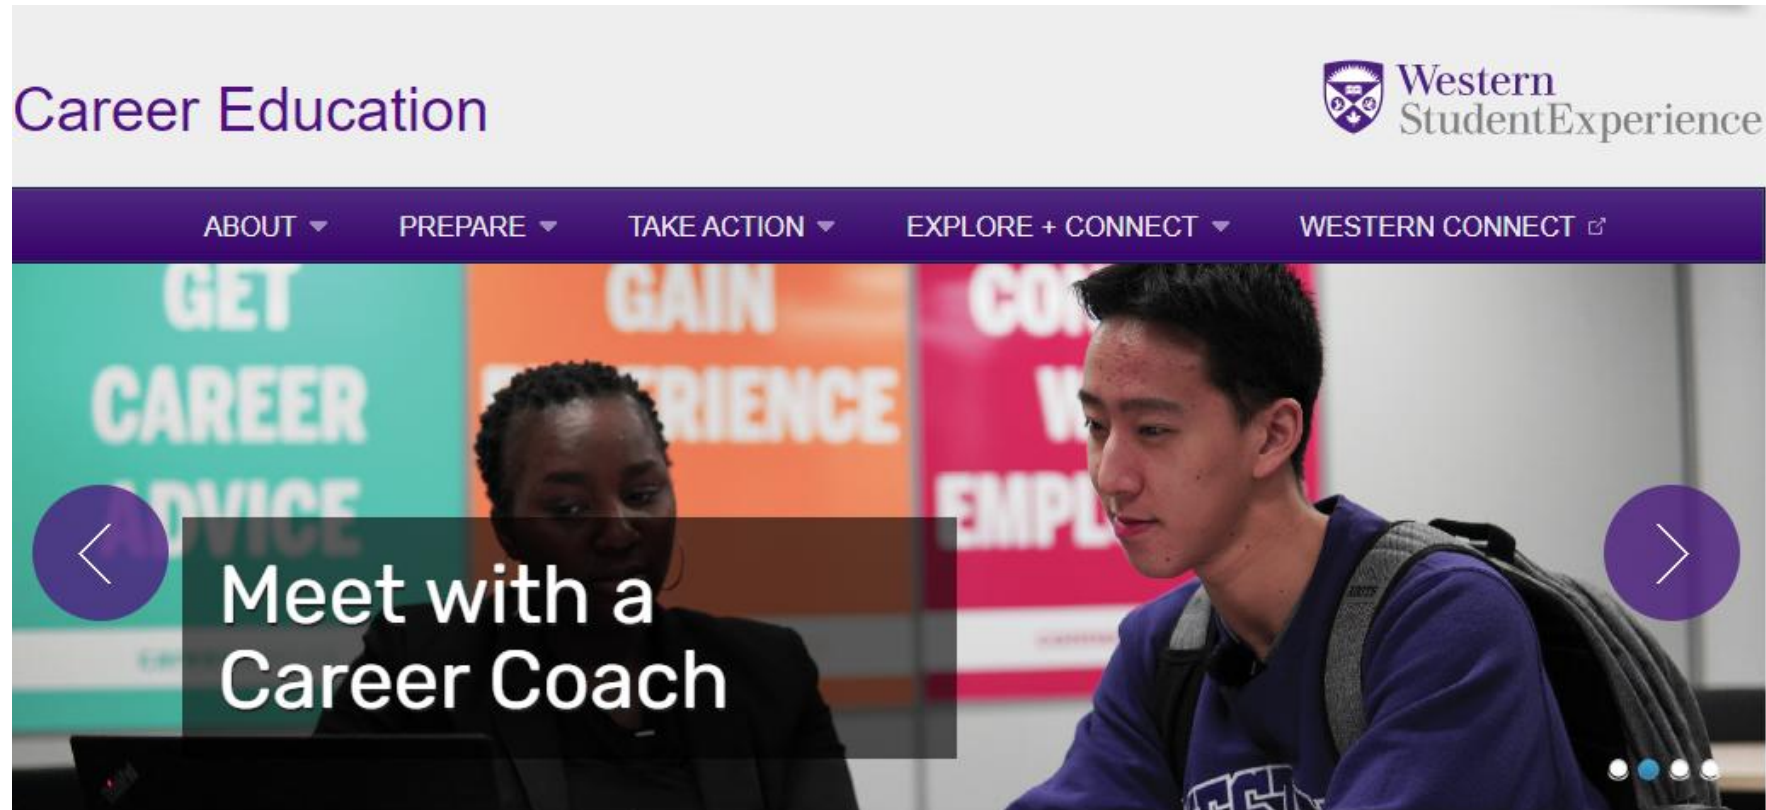 Career Education
Western
StudentExperience
ABOUT
PREPARE
TAKE ACTION
EXPLORE + CONNECT
WESTERN CONNECT
GET
CAREER
ADVICE
GAIN
Meet with a
Career Coach